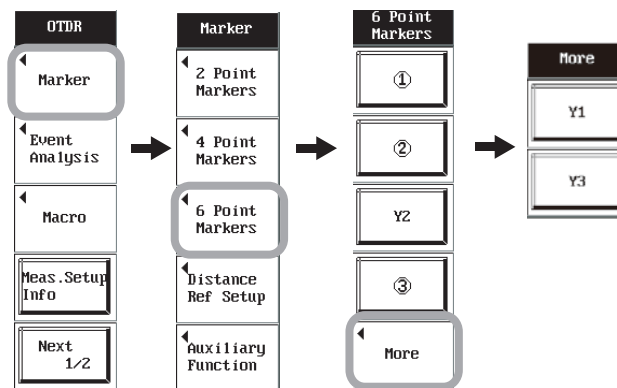 OTDR
Marker
Event
Analysis
Macro
Meas.Setup
Info
Next
1/2
Marker
2 Point
Markers
4 Point
Markers
6 Point
Markers
Distance
Ref Setup
Auxiliary
Function
6 Point
Markers
①
②
Y2
③
More
More
Y1
Y3